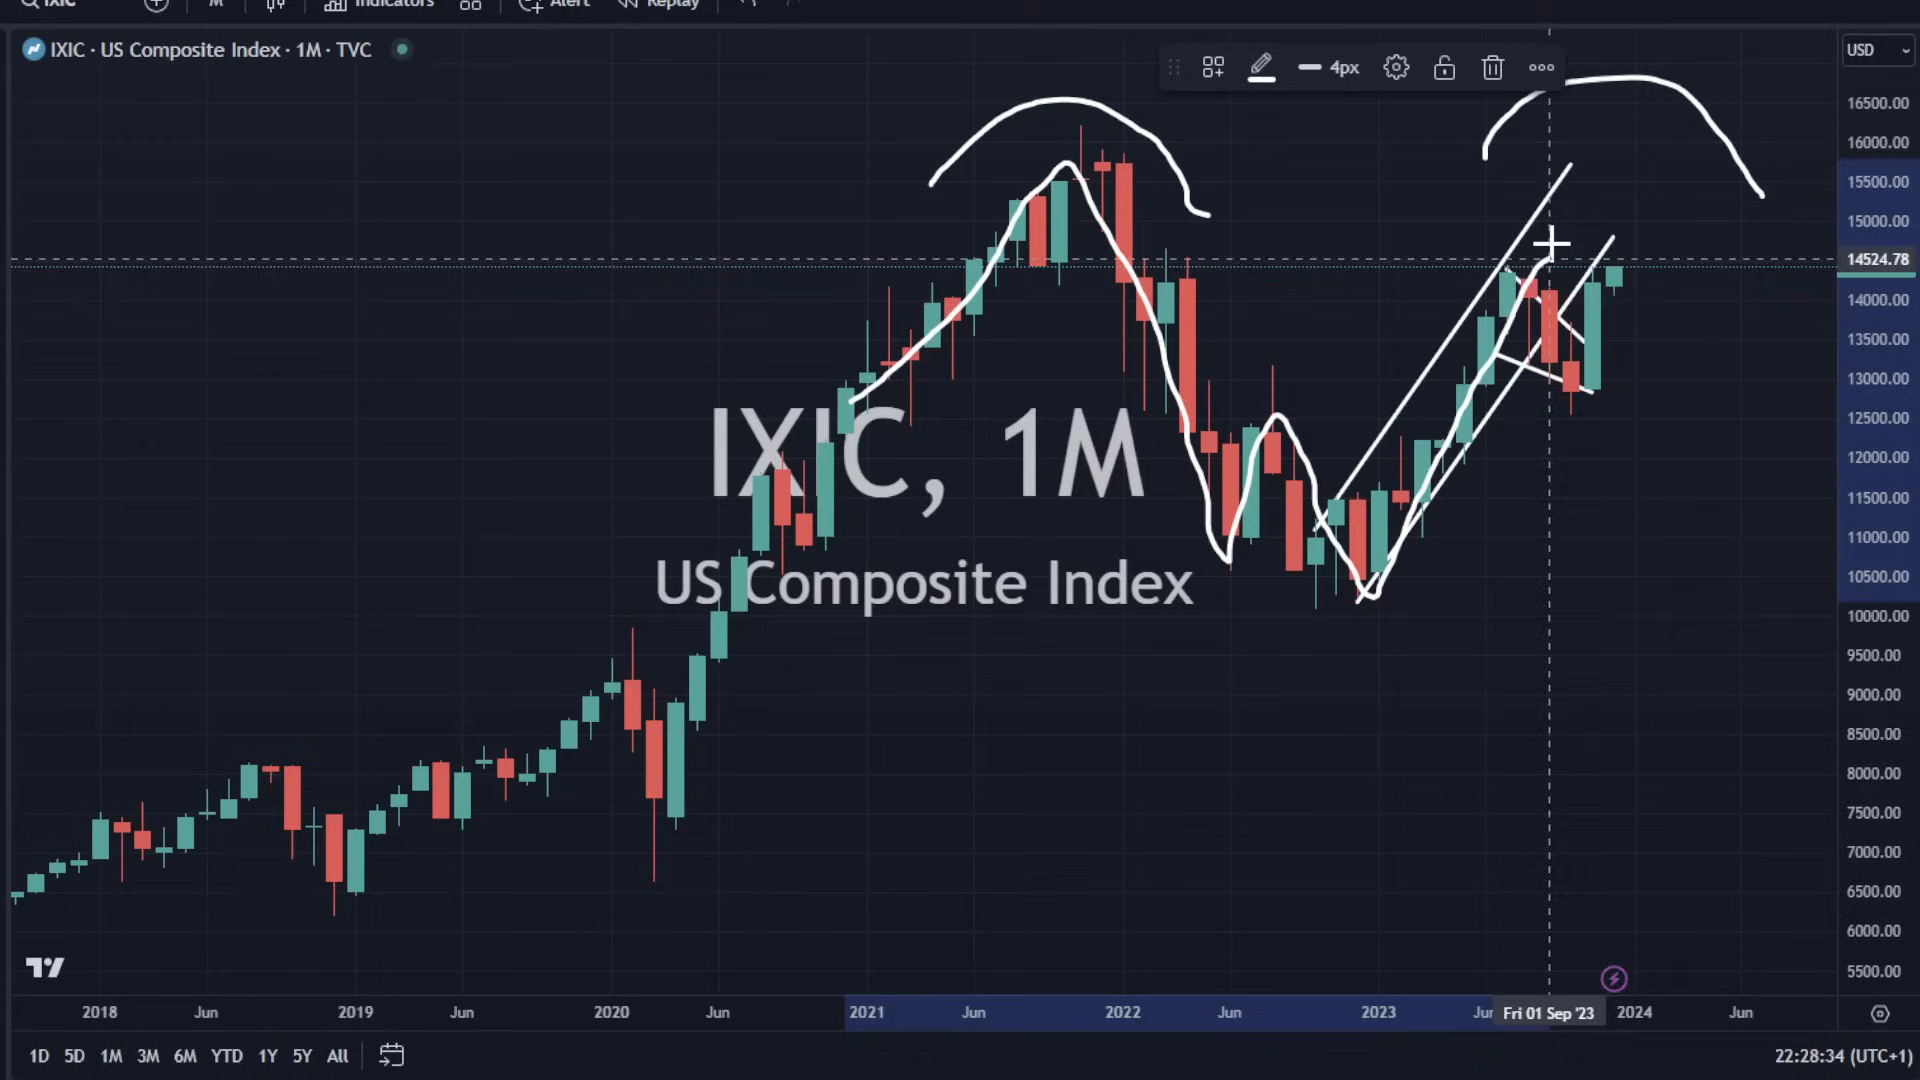 IXIC M Indicators Alert Replay
IXIC · US Composite Index · 1M · TVC
4px
USD
16500.00
16000.00
15500.00
15000.00
14524.78
14000.00
13500.00
13000.00
12500.00
12000.00
11500.00
11000.00
10500.00
10000.00
9500.00
9000.00
8500.00
8000.00
7500.00
7000.00
6500.00
6000.00
5500.00
IXIC, 1M
US Composite Index
2018 Jun 2019 Jun 2020 Jun 2021 Jun 2022 Jun 2023 Fri 01 Sep '23 2024 Jun
1D 5D 1M 3M 6M YTD 1Y 5Y All
22:28:34 (UTC+1)